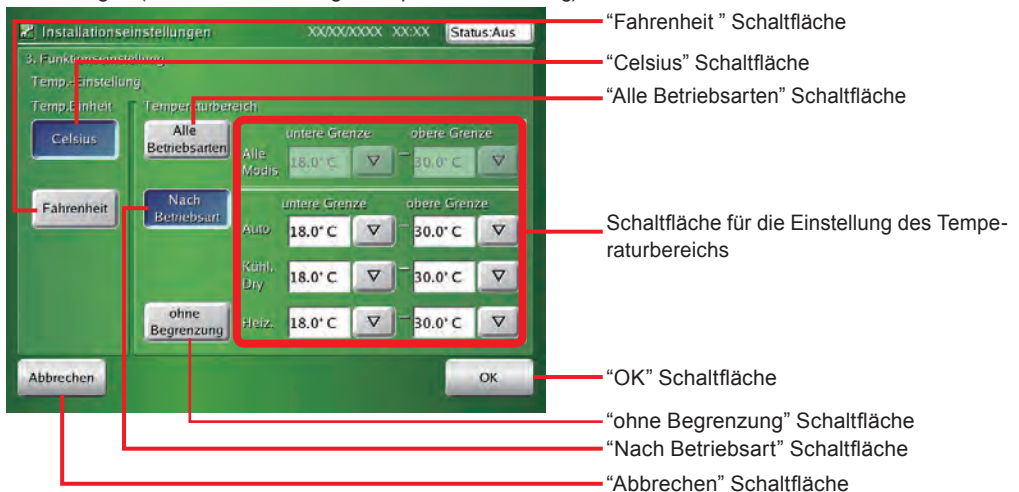 Installationseinstellungen XX/XX/XXXX XX:XX Status:Aus
3. Funktionseinstellung
Temp.-Einstellung
Temp.Einheit Temperaturbereich
Celsius
Fahrenheit
Alle
Betriebsarten
Nach
Betriebsart
ohne
Begrenzung
untere Grenze obere Grenze
Alle
Modis 18.0°C ▽ – 30.0°C ▽
untere Grenze obere Grenze
Auto 18.0°C ▽ – 30.0°C ▽
Kühl.
Dry 18.0°C ▽ – 30.0°C ▽
Heiz. 18.0°C ▽ – 30.0°C ▽
Abbrechen OK
“Fahrenheit ” Schaltfläche
“Celsius” Schaltfläche
“Alle Betriebsarten” Schaltfläche
Schaltfläche für die Einstellung des Tempe-
raturbereichs
“OK” Schaltfläche
“ohne Begrenzung” Schaltfläche
“Nach Betriebsart” Schaltfläche
“Abbrechen” Schaltfläche